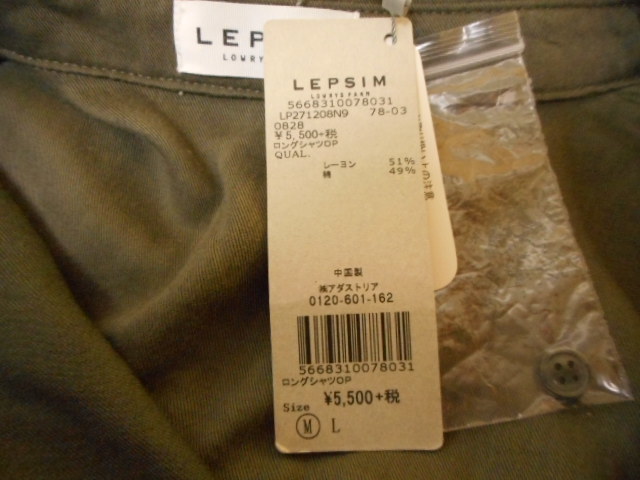 LEPS
LOWRY
LEPSIM
LOWRYS FARM
5668310078031
LP271208N9 78-03
0828
¥5,500+税
ロングシャツOP
QUAL.
レーヨン 51%
綿 49%
中国製
㈱アダストリア
0120-601-162
5668310078031
ロングシャツOP
¥5,500+税
Size
M L